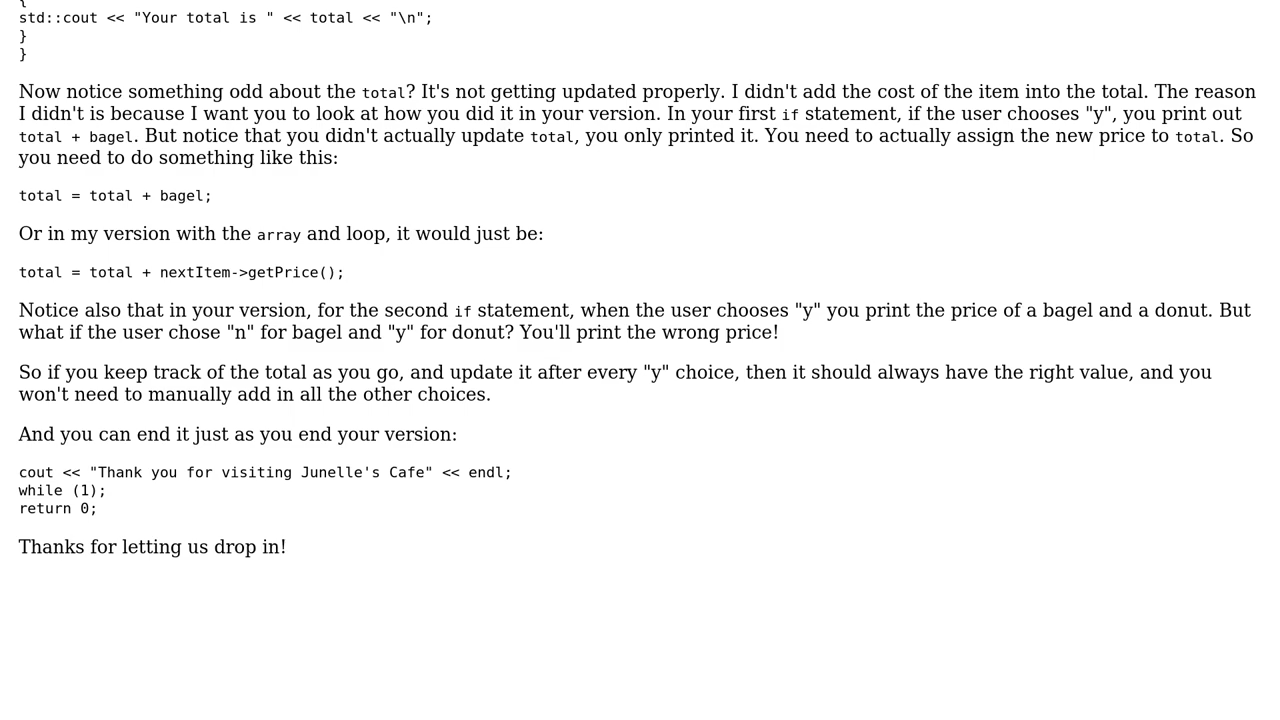 {
std::cout << "Your total is " << total << "\n";
}
}
Now notice something odd about the total? It's not getting updated properly. I didn't add the cost of the item into the total. The reason
I didn't is because I want you to look at how you did it in your version. In your first if statement, if the user chooses "y", you print out
total + bagel. But notice that you didn't actually update total, you only printed it. You need to actually assign the new price to total. So
you need to do something like this:
total = total + bagel;
Or in my version with the array and loop, it would just be:
total = total + nextItem->getPrice();
Notice also that in your version, for the second if statement, when the user chooses "y" you print the price of a bagel and a donut. But
what if the user chose "n" for bagel and "y" for donut? You'll print the wrong price!
So if you keep track of the total as you go, and update it after every "y" choice, then it should always have the right value, and you
won't need to manually add in all the other choices.
And you can end it just as you end your version:
cout << "Thank you for visiting Junelle's Cafe" << endl;
while (1);
return 0;
Thanks for letting us drop in!